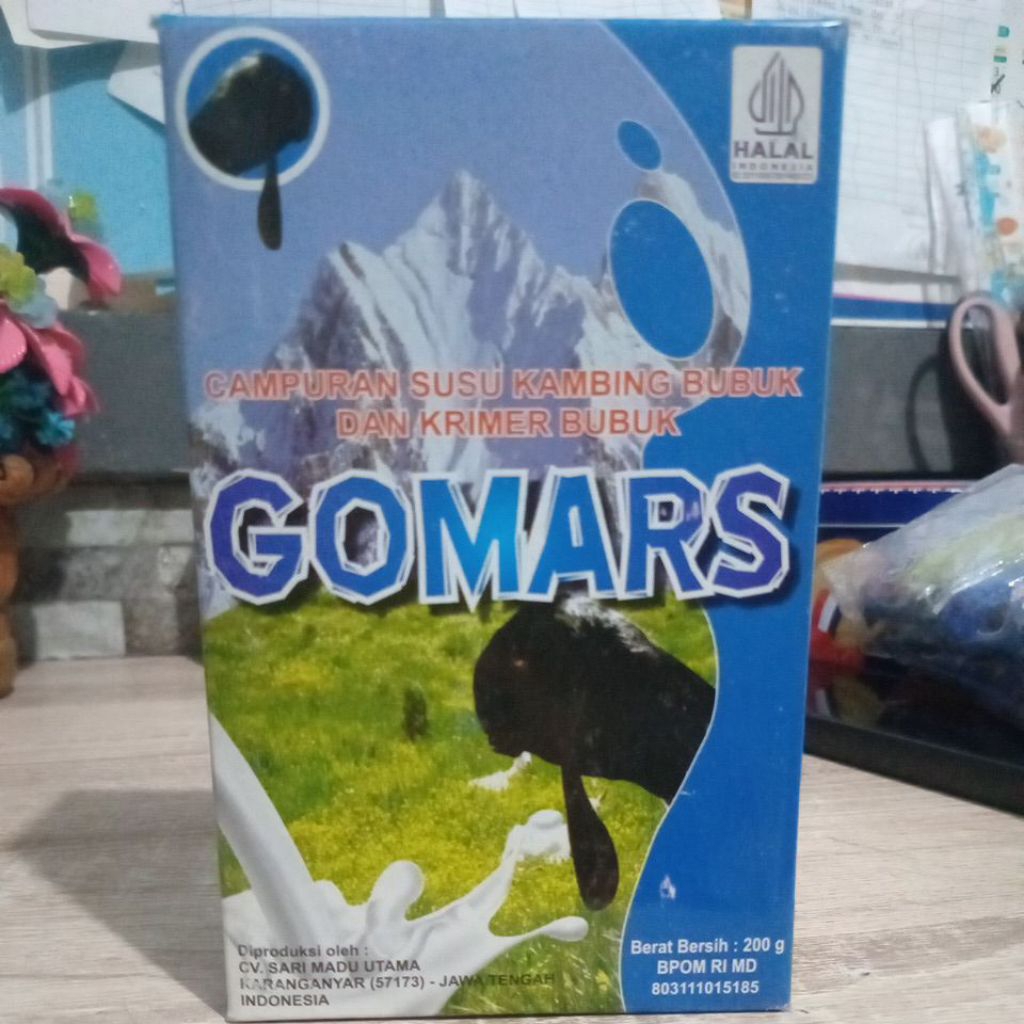 HALAL
INDONESIA
CAMPURAN SUSU KAMBING BUBUK
DAN KRIMER BUBUK
GOMARS
Diproduksi oleh :
CV. SARI MADU UTAMA
KARANGANYAR (57173) - JAWA TENGAH
INDONESIA
Berat Bersih : 200 g
BPOM RI MD
803111015185